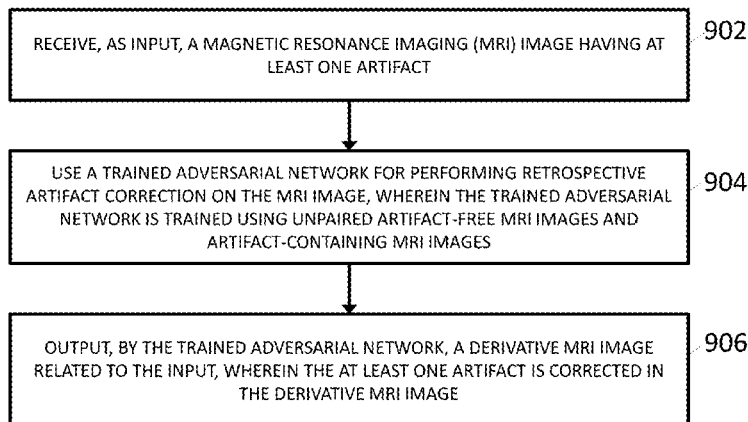 RECEIVE, AS INPUT, A MAGNETIC RESONANCE IMAGING (MRI) IMAGE HAVING AT
LEAST ONE ARTIFACT
902
USE A TRAINED ADVERSARIAL NETWORK FOR PERFORMING RETROSPECTIVE
ARTIFACT CORRECTION ON THE MRI IMAGE, WHEREIN THE TRAINED ADVERSARIAL
NETWORK IS TRAINED USING UNPAIRED ARTIFACT-FREE MRI IMAGES AND
ARTIFACT-CONTAINING MRI IMAGES
904
OUTPUT, BY THE TRAINED ADVERSARIAL NETWORK, A DERIVATIVE MRI IMAGE
RELATED TO THE INPUT, WHEREIN THE AT LEAST ONE ARTIFACT IS CORRECTED IN
THE DERIVATIVE MRI IMAGE
906